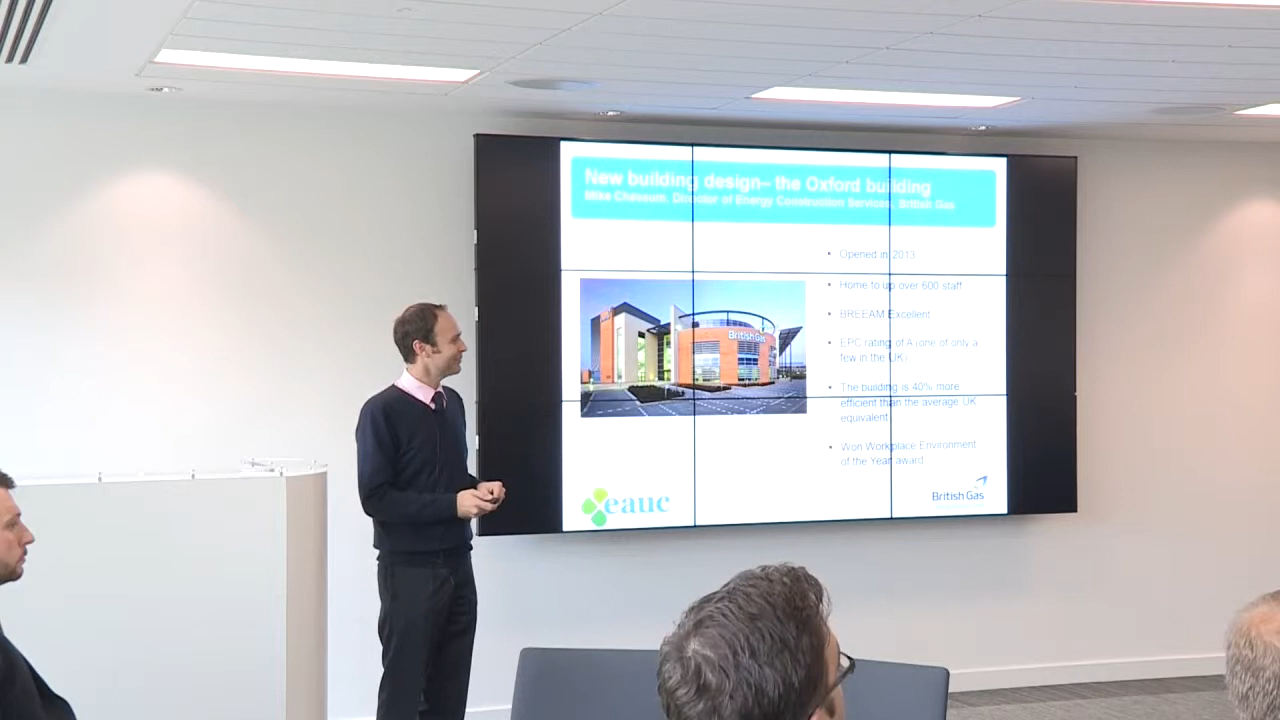 New building design– the Oxford building
Director of Energy Construction Services, British Gas
• Opened in 2013
• Home to up over 600 staff
• BREEAM Excellent
• EPC rating of A (one of only a
few in the UK)
• The building is 40% more
efficient than the average UK
equivalent
• Won Workplace Environment
of the Year award
British Gas
eauc
British Gas